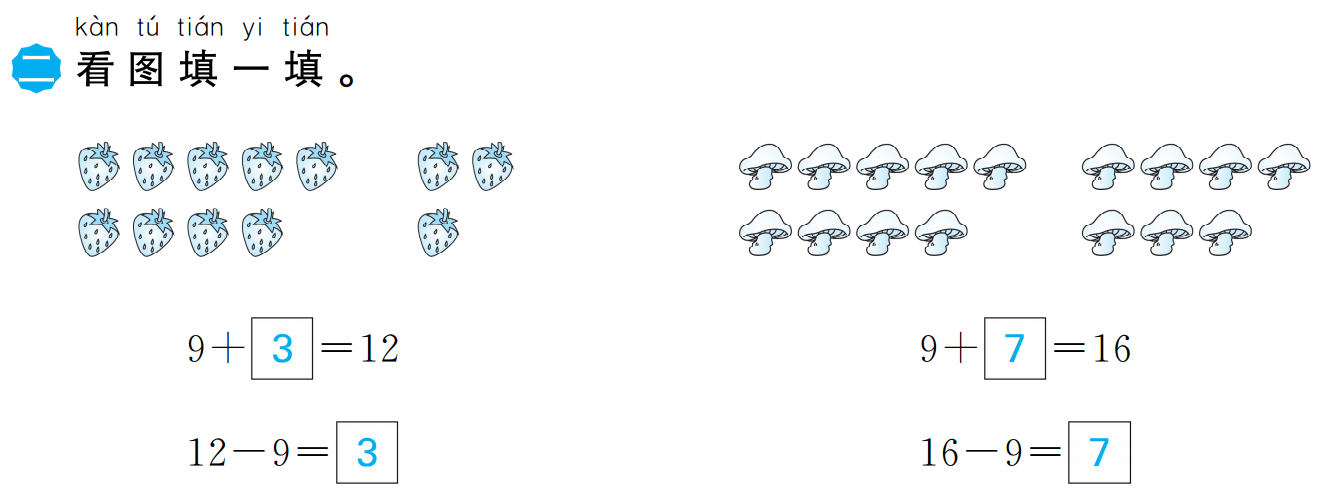 kàn tú tián yi tián
二 看图填一填。
9+3=12
9+7=16
12-9=3
16-9=7